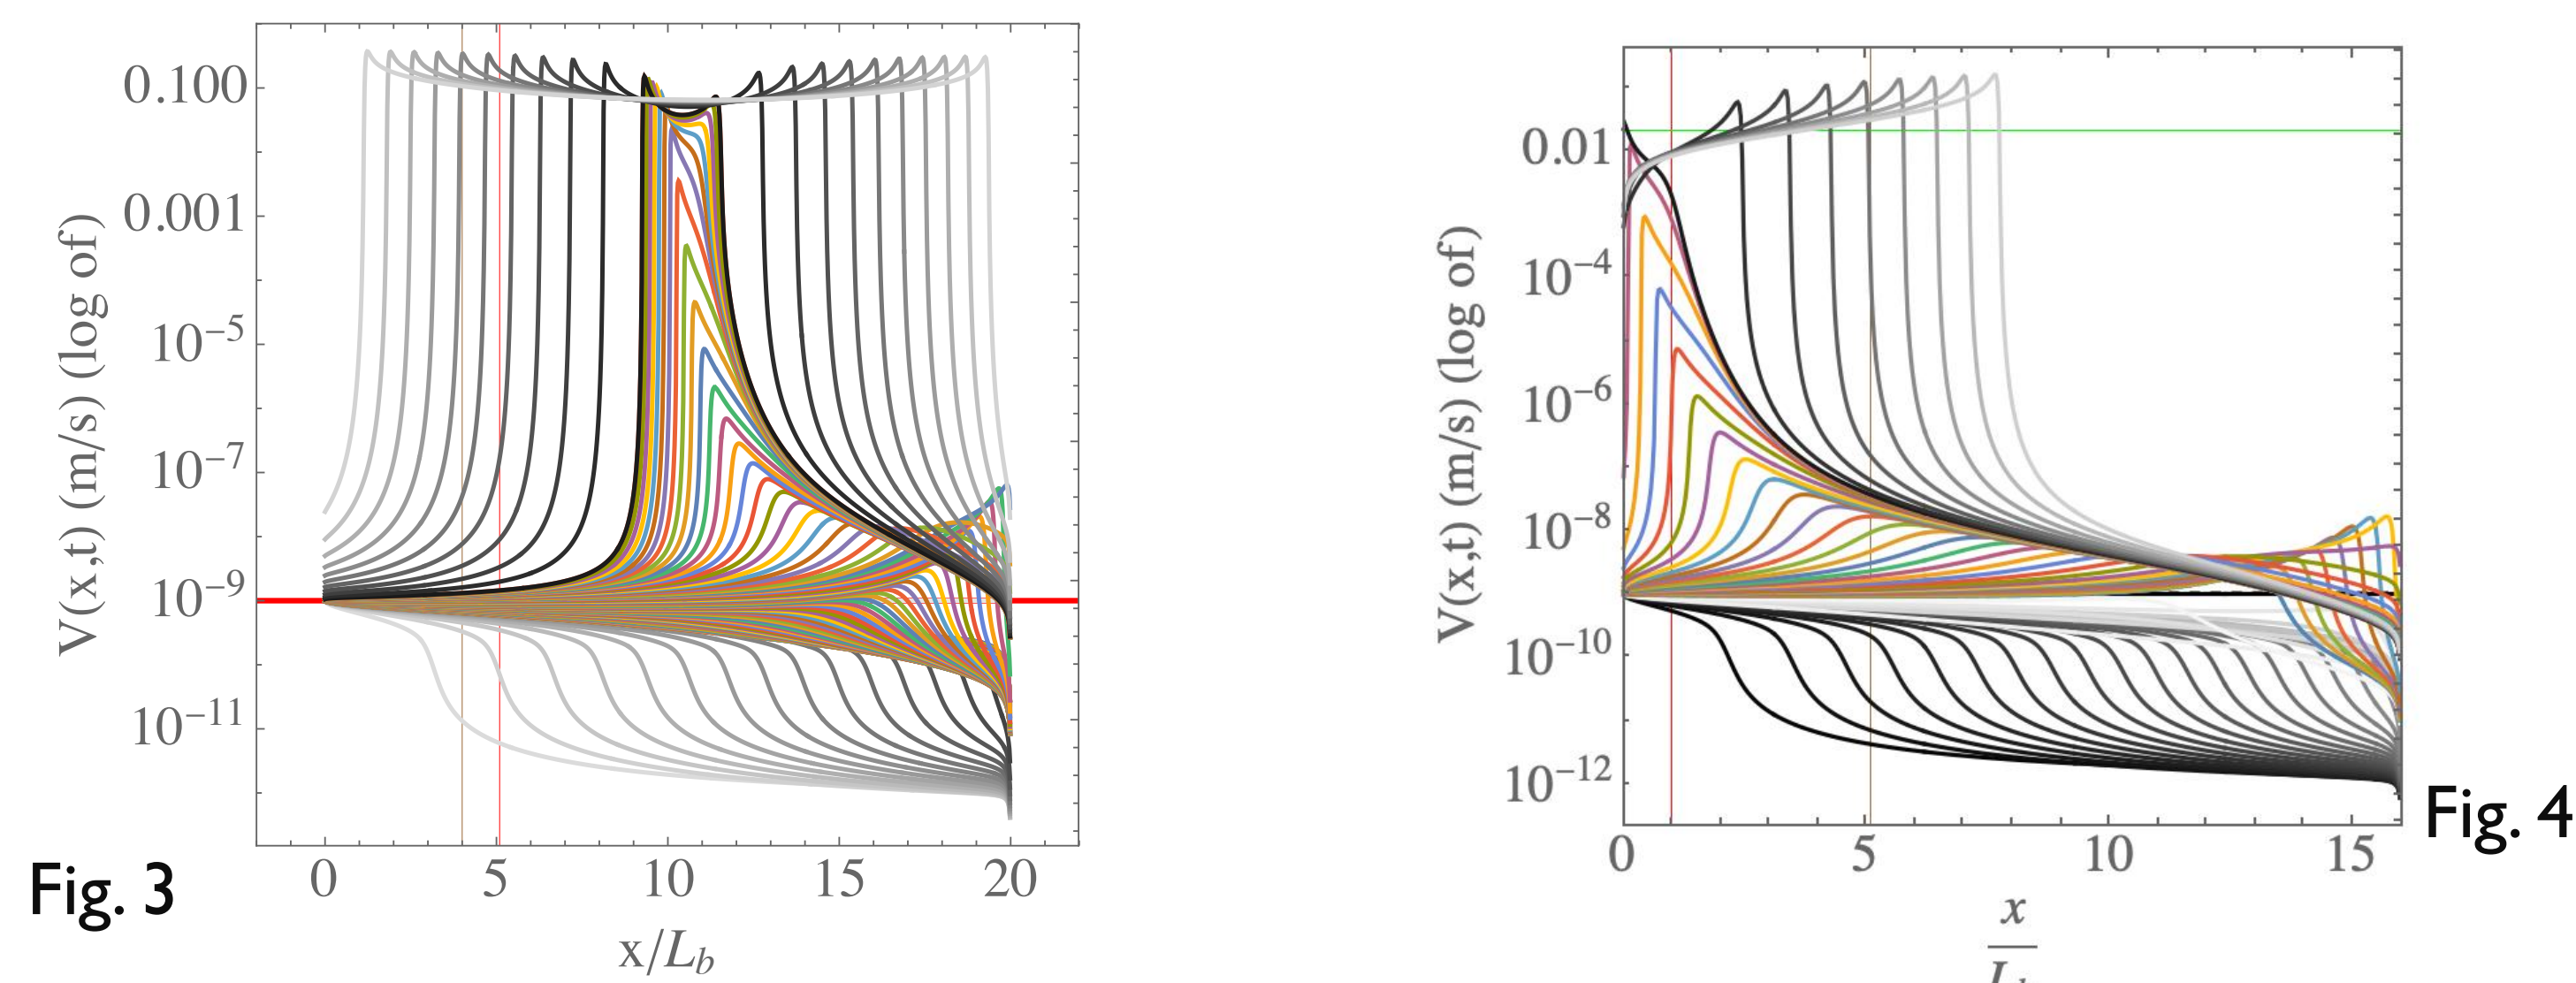 0.100
0.001
10⁻⁵
10⁻⁷
10⁻⁹
10⁻¹¹
V(x,t) (m/s) (log of)
0 5 10 15 20
x/L_b
Fig. 3
0.01
10⁻⁴
10⁻⁶
10⁻⁸
10⁻¹⁰
10⁻¹²
V(x,t) (m/s) (log of)
0 5 10 15
x
Fig. 4